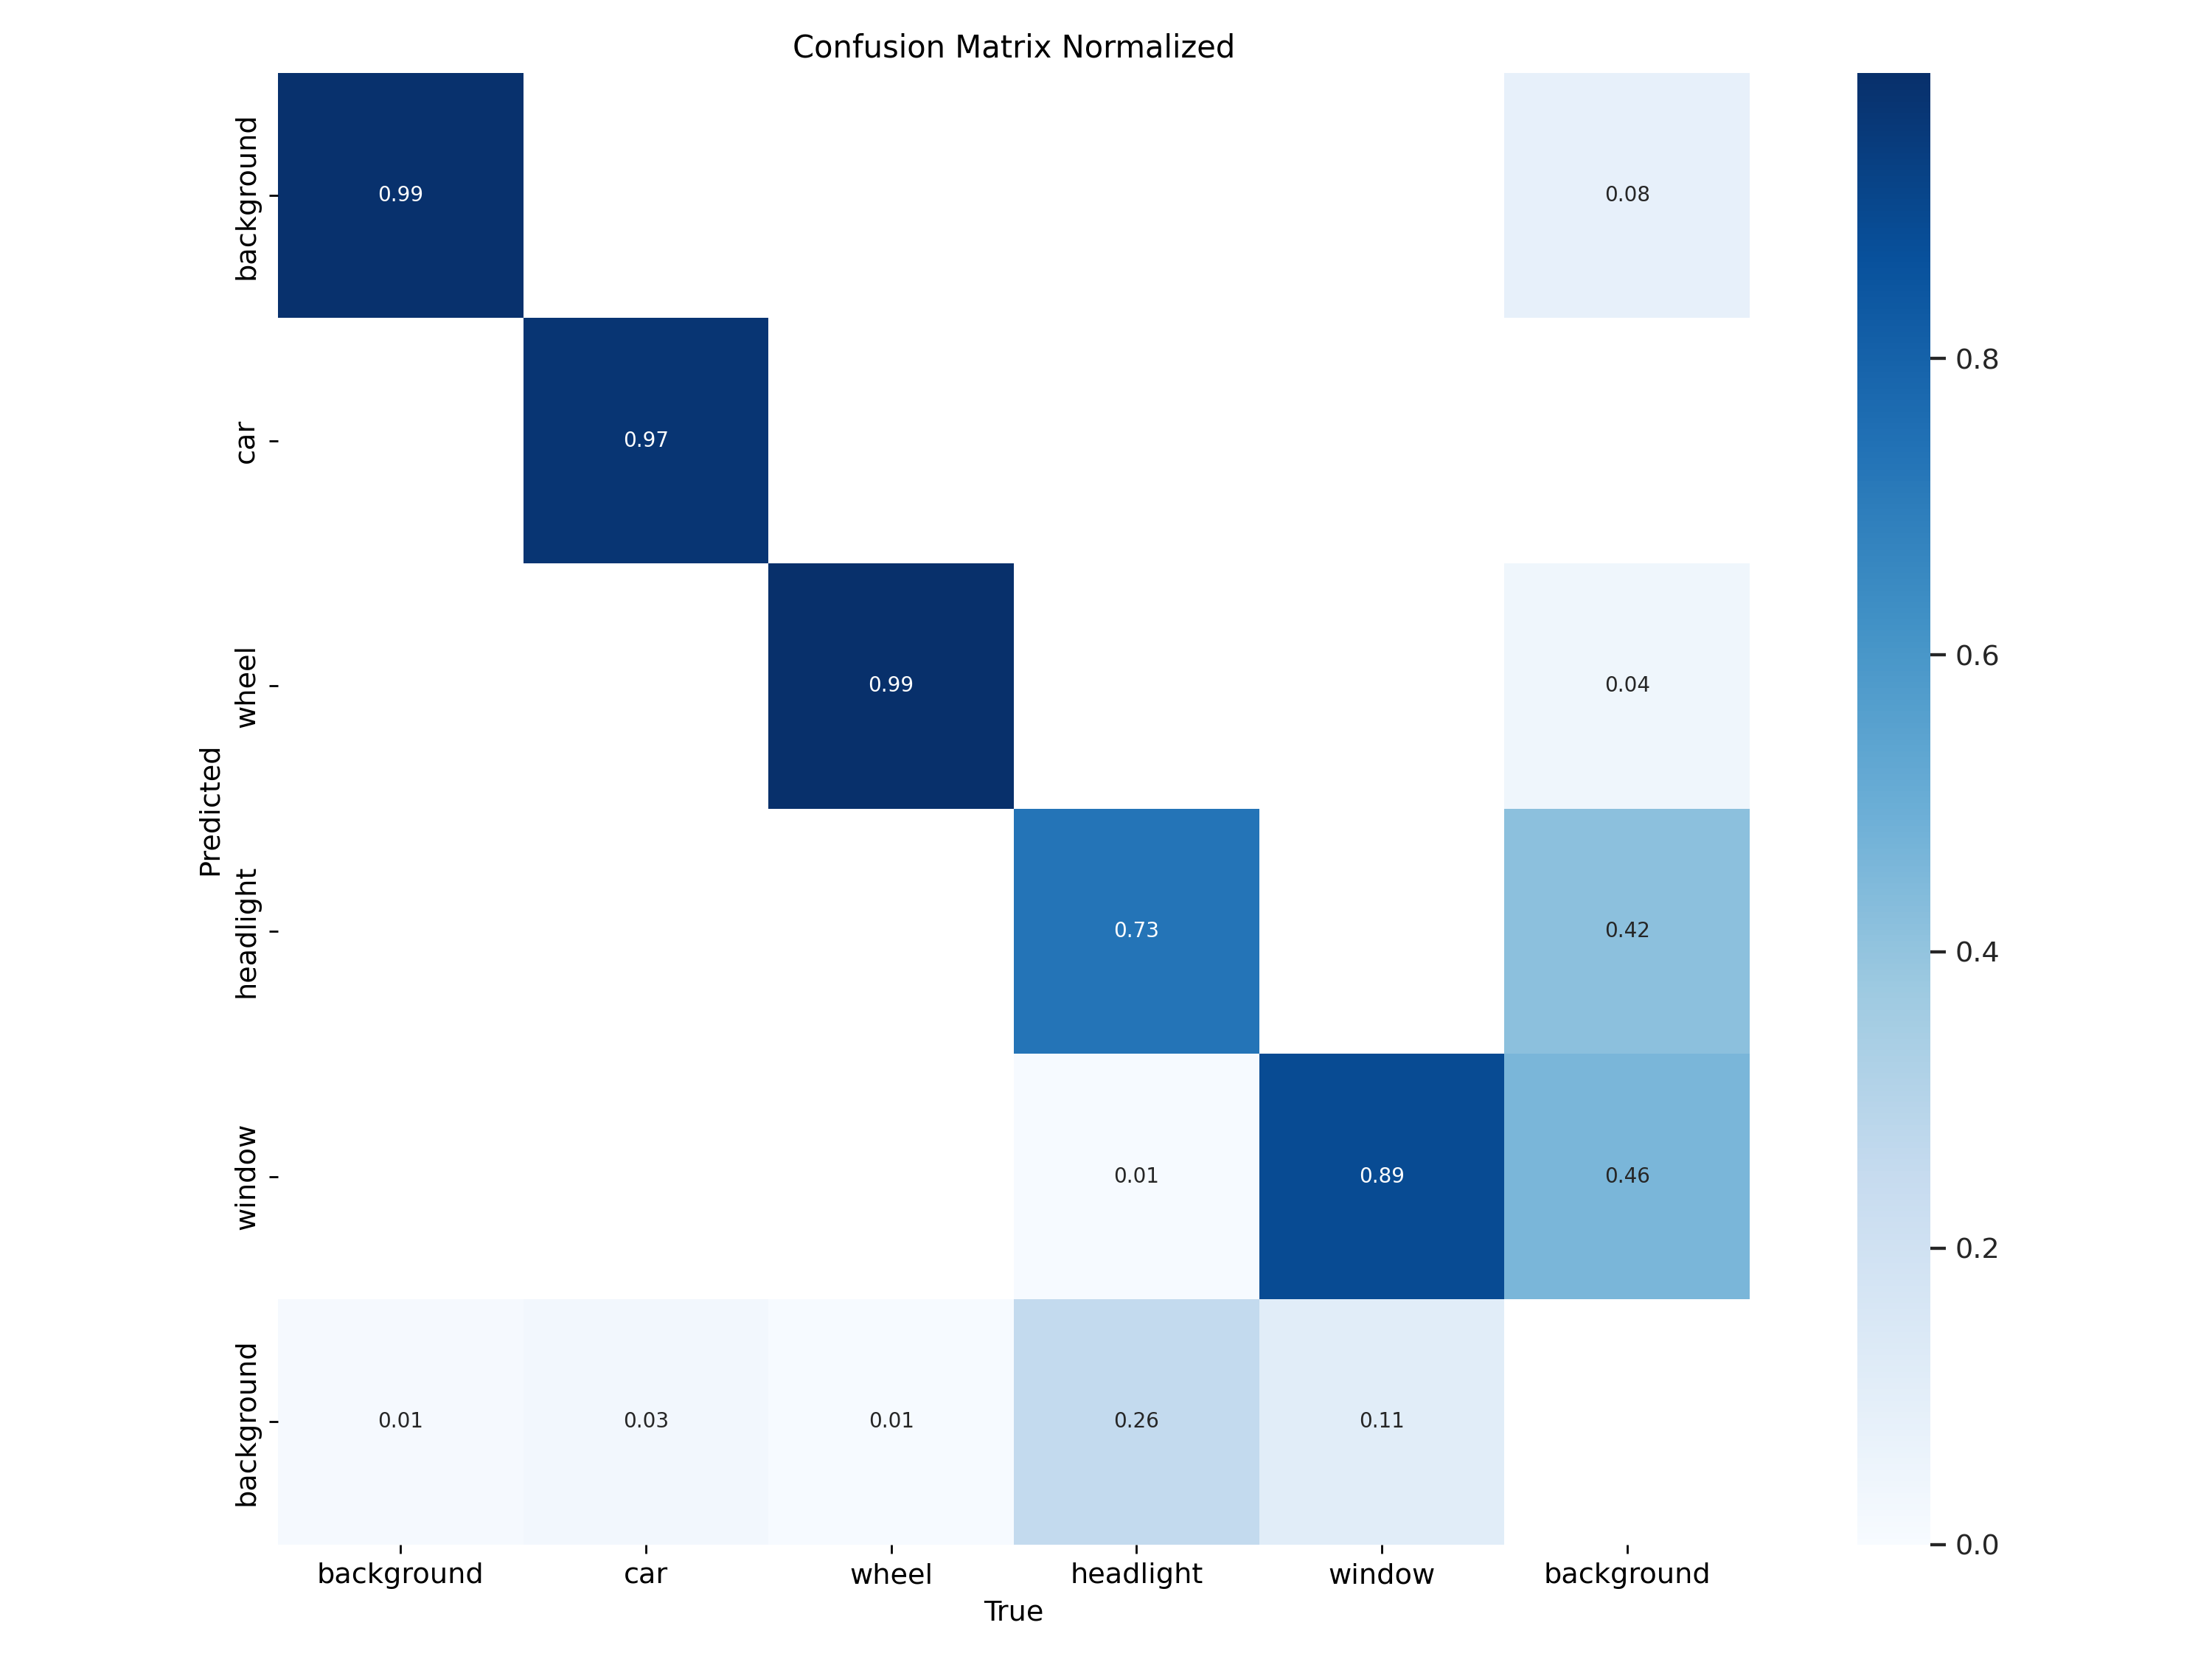 Confusion Matrix Normalized
background
0.99
0.08
0.8
car
0.97
0.6
wheel
0.99
0.04
Predicted
headlight
0.73
0.42
0.4
window
0.01
0.89
0.46
0.2
background
0.01
0.03
0.01
0.26
0.11
0.0
background car wheel headlight window background
True